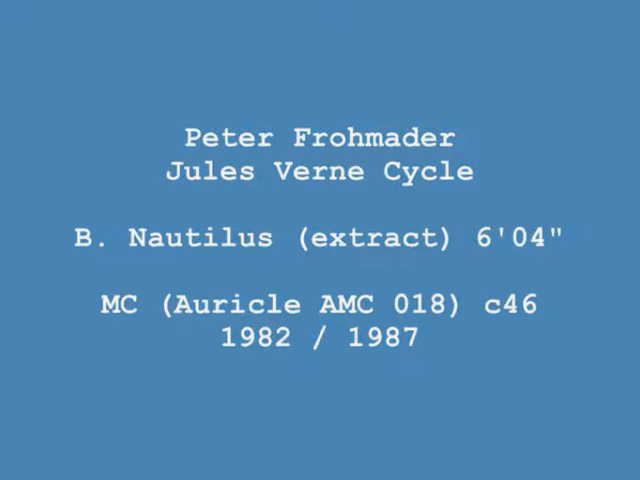 Peter Frohmader
Jules Verne Cycle
B. Nautilus (extract) 6'04"
MC (Auricle AMC 018) c46
1982 / 1987